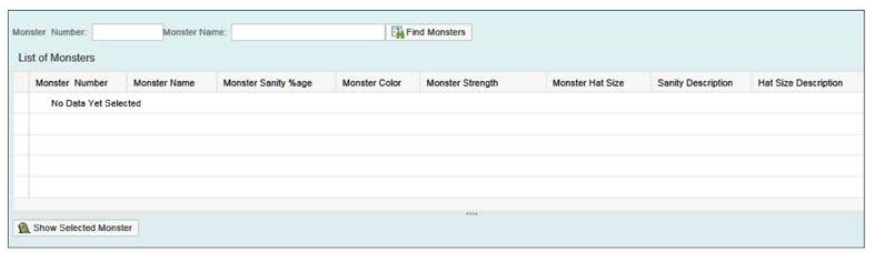 Monster Number: Monster Name: Find Monsters
List of Monsters
Monster Number Monster Name Monster Sanity %age Monster Color Monster Strength Monster Hat Size Sanity Description Hat Size Description
No Data Yet Selected
Show Selected Monster